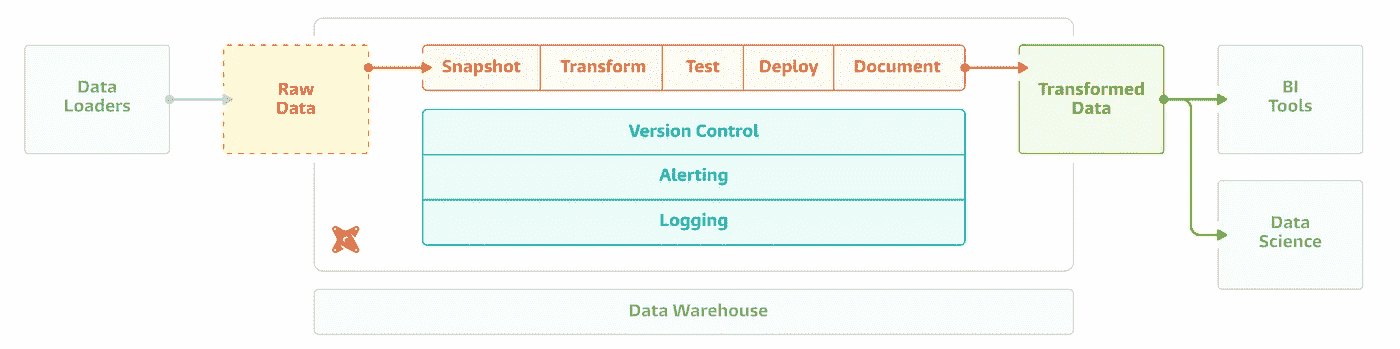 Data
Loaders
Raw
Data
Snapshot
Transform
Test
Deploy
Document
Version Control
Alerting
Logging
Transformed
Data
BI
Tools
Data
Science
Data Warehouse